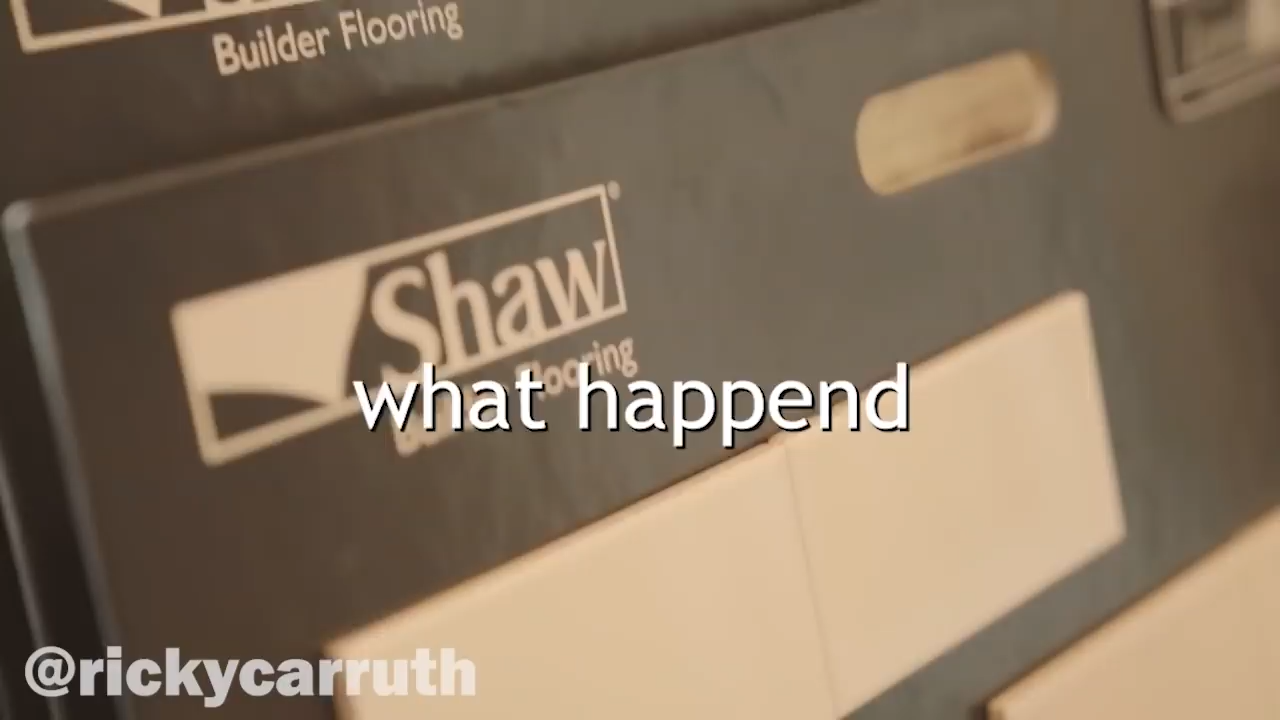 Builder Flooring
Shaw®
Builder Flooring
what happend
@rickycarruth